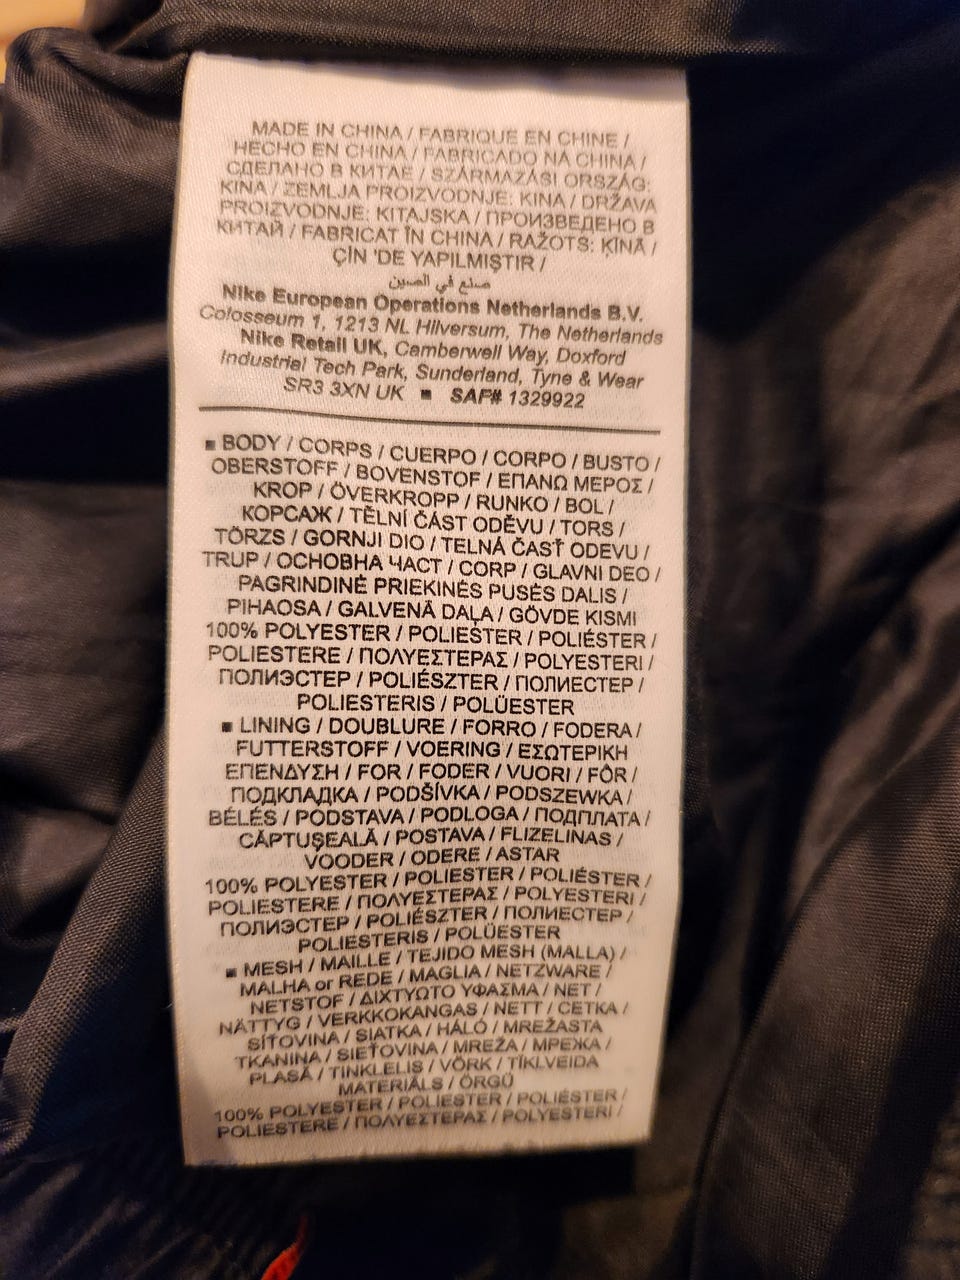 MADE IN CHINA / FABRIQUE EN CHINE /
HECHO EN CHINA / FABRICADO NA CHINA /
СДЕЛАНО В КИТАЕ / SZÁRMAZÁSI ORSZÁG:
KINA / ZEMLJA PROIZVODNJE: KINA / DRŽAVA
PROIZVODNJE: KITAJSKA / ПРОИЗВЕДЕНО В
КИТАЙ / FABRICAT ÎN CHINA / RAŽOTS: ĶĪNĀ /
ÇİN 'DE YAPILMIŞTIR /
صنع في الصين
Nike European Operations Netherlands B.V.
Colosseum 1, 1213 NL Hilversum, The Netherlands
Nike Retail UK, Camberwell Way, Doxford
Industrial Tech Park, Sunderland, Tyne & Wear
SR3 3XN UK ■ SAF# 1329922
■ BODY / CORPS / CUERPO / CORPO / BUSTO /
OBERSTOFF / BOVENSTOF / ΕΠΑΝΩ ΜΕΡΟΣ /
KROP / ÖVERKROPP / RUNKO / BOL /
КОРСАЖ / TĚLNÍ ČÁST ODĚVU / TORS /
TÖRZS / GORNJI DIO / TELNÁ ČASŤ ODEVU /
TRUP / ОСНОВНА ЧАСТ / CORP / GLAVNI DEO /
PAGRINDINĖ PRIEKINĖS PUSĖS DALIS /
PIHAOSA / GALVENĀ DAĻA / GÖVDE KISMI
100% POLYESTER / POLIESTER / POLIÉSTER /
POLIESTERE / ΠΟΛΥΕΣΤΕΡΑΣ / POLYESTERI /
ПОЛИЭСТЕР / POLIÉSZTER / ПОЛИЕСТЕР /
POLIESTERIS / POLÜESTER
■ LINING / DOUBLURE / FORRO / FODERA /
FUTTERSTOFF / VOERING / ΕΣΩΤΕΡΙΚΗ
ΕΠΕΝΔΥΣΗ / FOR / FODER / VUORI / FÔR /
ПОДКЛАДКА / PODŠÍVKA / PODSZEWKA /
BÉLÉS / PODSTAVA / PODLOGA / ПОДПЛАТА /
CĂPTUŞEALĂ / POSTAVA / FLIZELINAS /
VOODER / ODERE / ASTAR
100% POLYESTER / POLIESTER / POLIÉSTER /
POLIESTERE / ΠΟΛΥΕΣΤΕΡΑΣ / POLYESTERI /
ПОЛИЭСТЕР / POLIÉSZTER / ПОЛИЕСТЕР /
POLIESTERIS / POLÜESTER
■ MESH / MAILLE / TEJIDO MESH (MALLA) /
MALHA or REDE / MAGLIA / NETZWARE /
NETSTOF / ΔΙΧΤΥΩΤΟ ΥΦΑΣΜΑ / NET /
NÄTTYG / VERKKOKANGAS / NETT / СЕТКА /
SÍŤOVINA / SIATKA / HÁLÓ / MREŽASTA
TKANINA / SIEŤOVINA / MREŽA / МРЕЖА /
PLASĂ / TINKLELIS / VÕRK / TĪKLVEIDA
MATERIĀLS / ÖRGÜ
100% POLYESTER / POLIESTER / POLIÉSTER /
POLIESTERE / ΠΟΛΥΕΣΤΕΡΑΣ / POLYESTERI /